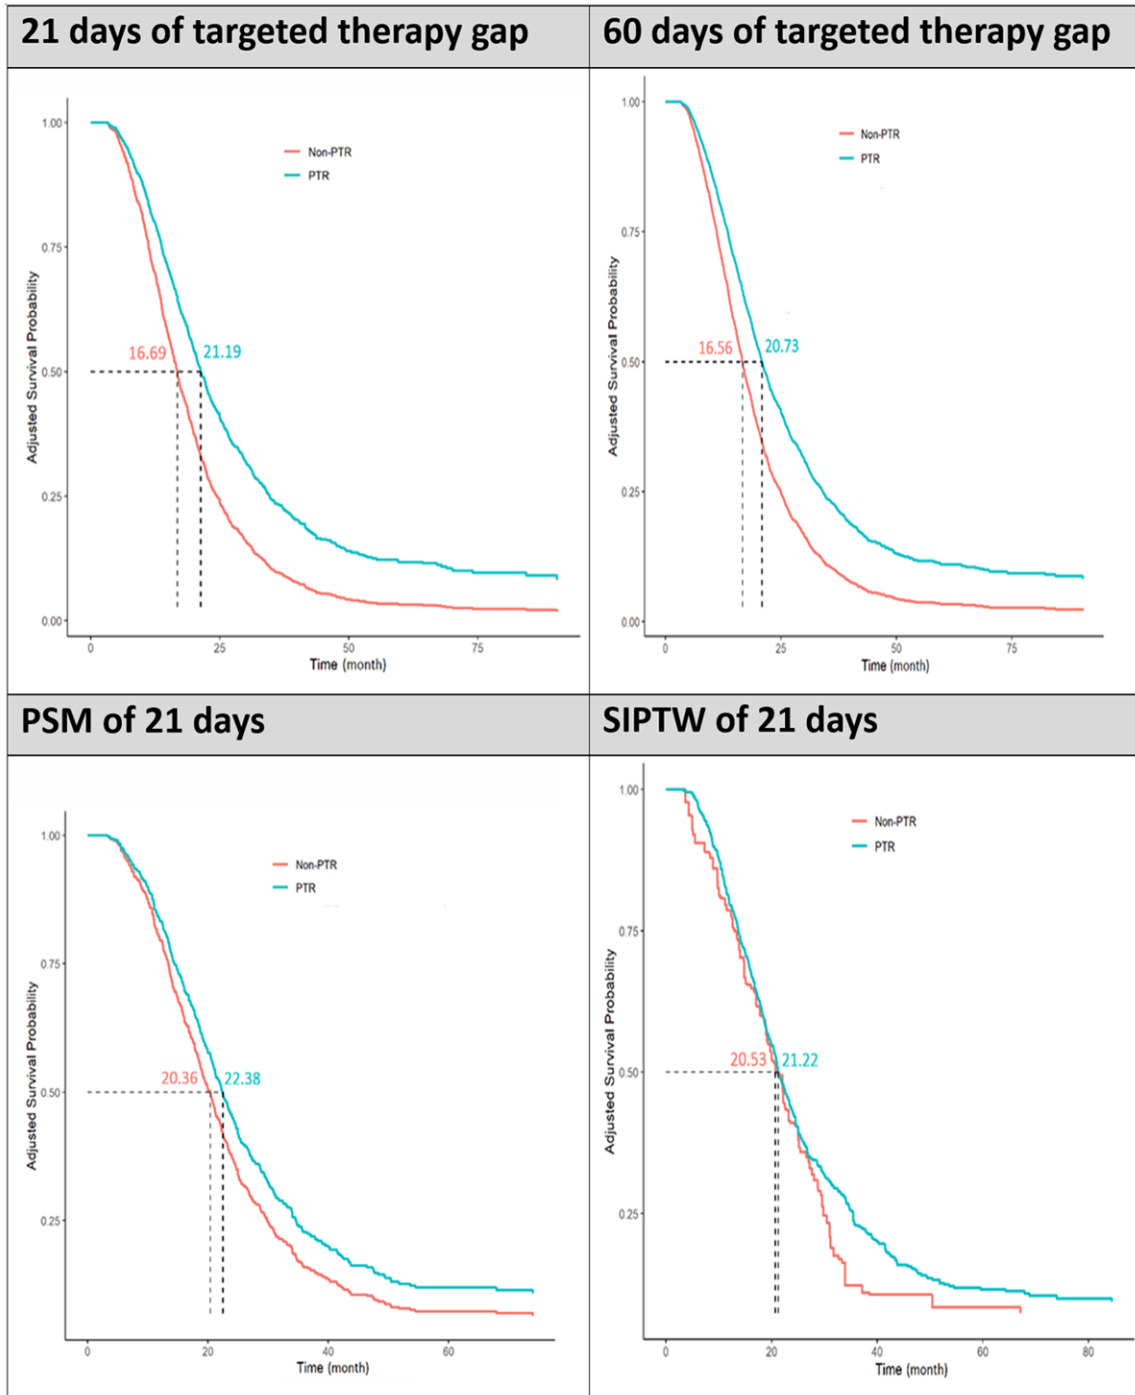 21 days of targeted therapy gap
Adjusted Survival Probability
1.00
0.75
0.50
0.25
0.00
Non-PTR
PTR
16.69
21.19
0
25
50
75
Time (month)
60 days of targeted therapy gap
Adjusted Survival Probability
1.00
0.75
0.50
0.25
0.00
Non-PTR
PTR
16.56
20.73
0
25
50
75
Time (month)
PSM of 21 days
Adjusted Survival Probability
1.00
0.75
0.50
0.25
Non-PTR
PTR
20.36
22.38
0
20
40
60
Time (month)
SIPTW of 21 days
Adjusted Survival Probability
1.00
0.75
0.50
0.25
Non-PTR
PTR
20.53
21.22
0
20
40
60
80
Time (month)